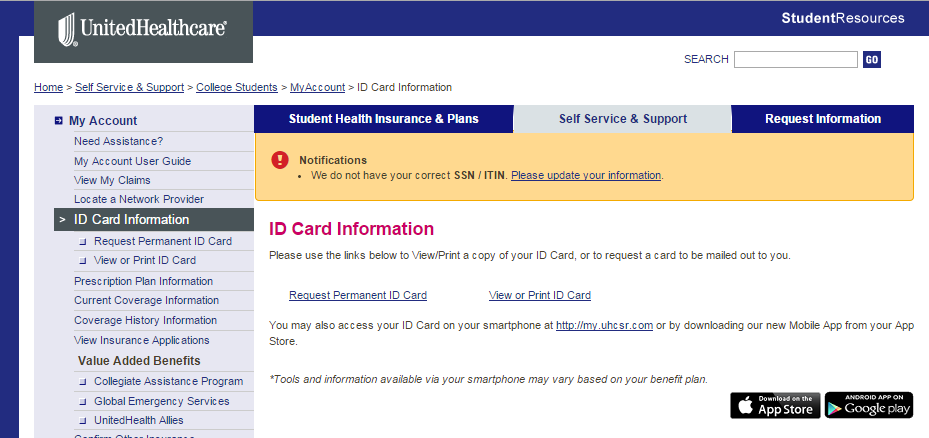 UnitedHealthcare®
StudentResources
SEARCH GO
Home > Self Service & Support > College Students > MyAccount > ID Card Information
My Account
Need Assistance?
My Account User Guide
View My Claims
Locate a Network Provider
> ID Card Information
Request Permanent ID Card
View or Print ID Card
Prescription Plan Information
Current Coverage Information
Coverage History Information
View Insurance Applications
Value Added Benefits
Collegiate Assistance Program
Global Emergency Services
UnitedHealth Allies
Confirm Other Insurance
Student Health Insurance & Plans
Self Service & Support
Request Information
Notifications
• We do not have your correct SSN / ITIN. Please update your information.
ID Card Information
Please use the links below to View/Print a copy of your ID Card, or to request a card to be mailed out to you.
Request Permanent ID Card
View or Print ID Card
You may also access your ID Card on your smartphone at http://my.uhcsr.com or by downloading our new Mobile App from your App
Store.
*Tools and information available via your smartphone may vary based on your benefit plan.
Download on the
App Store
ANDROID APP ON
Google play